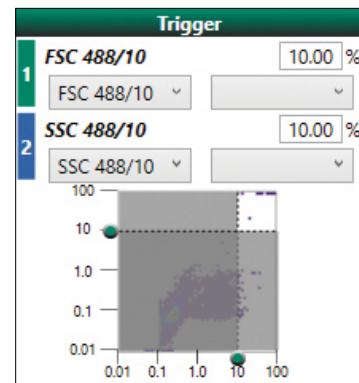 Trigger
1 FSC 488/10 10.00 %
FSC 488/10
2 SSC 488/10 10.00 %
SSC 488/10
100
10
1.0
0.1
0.01
0.01 0.1 1.0 10 100